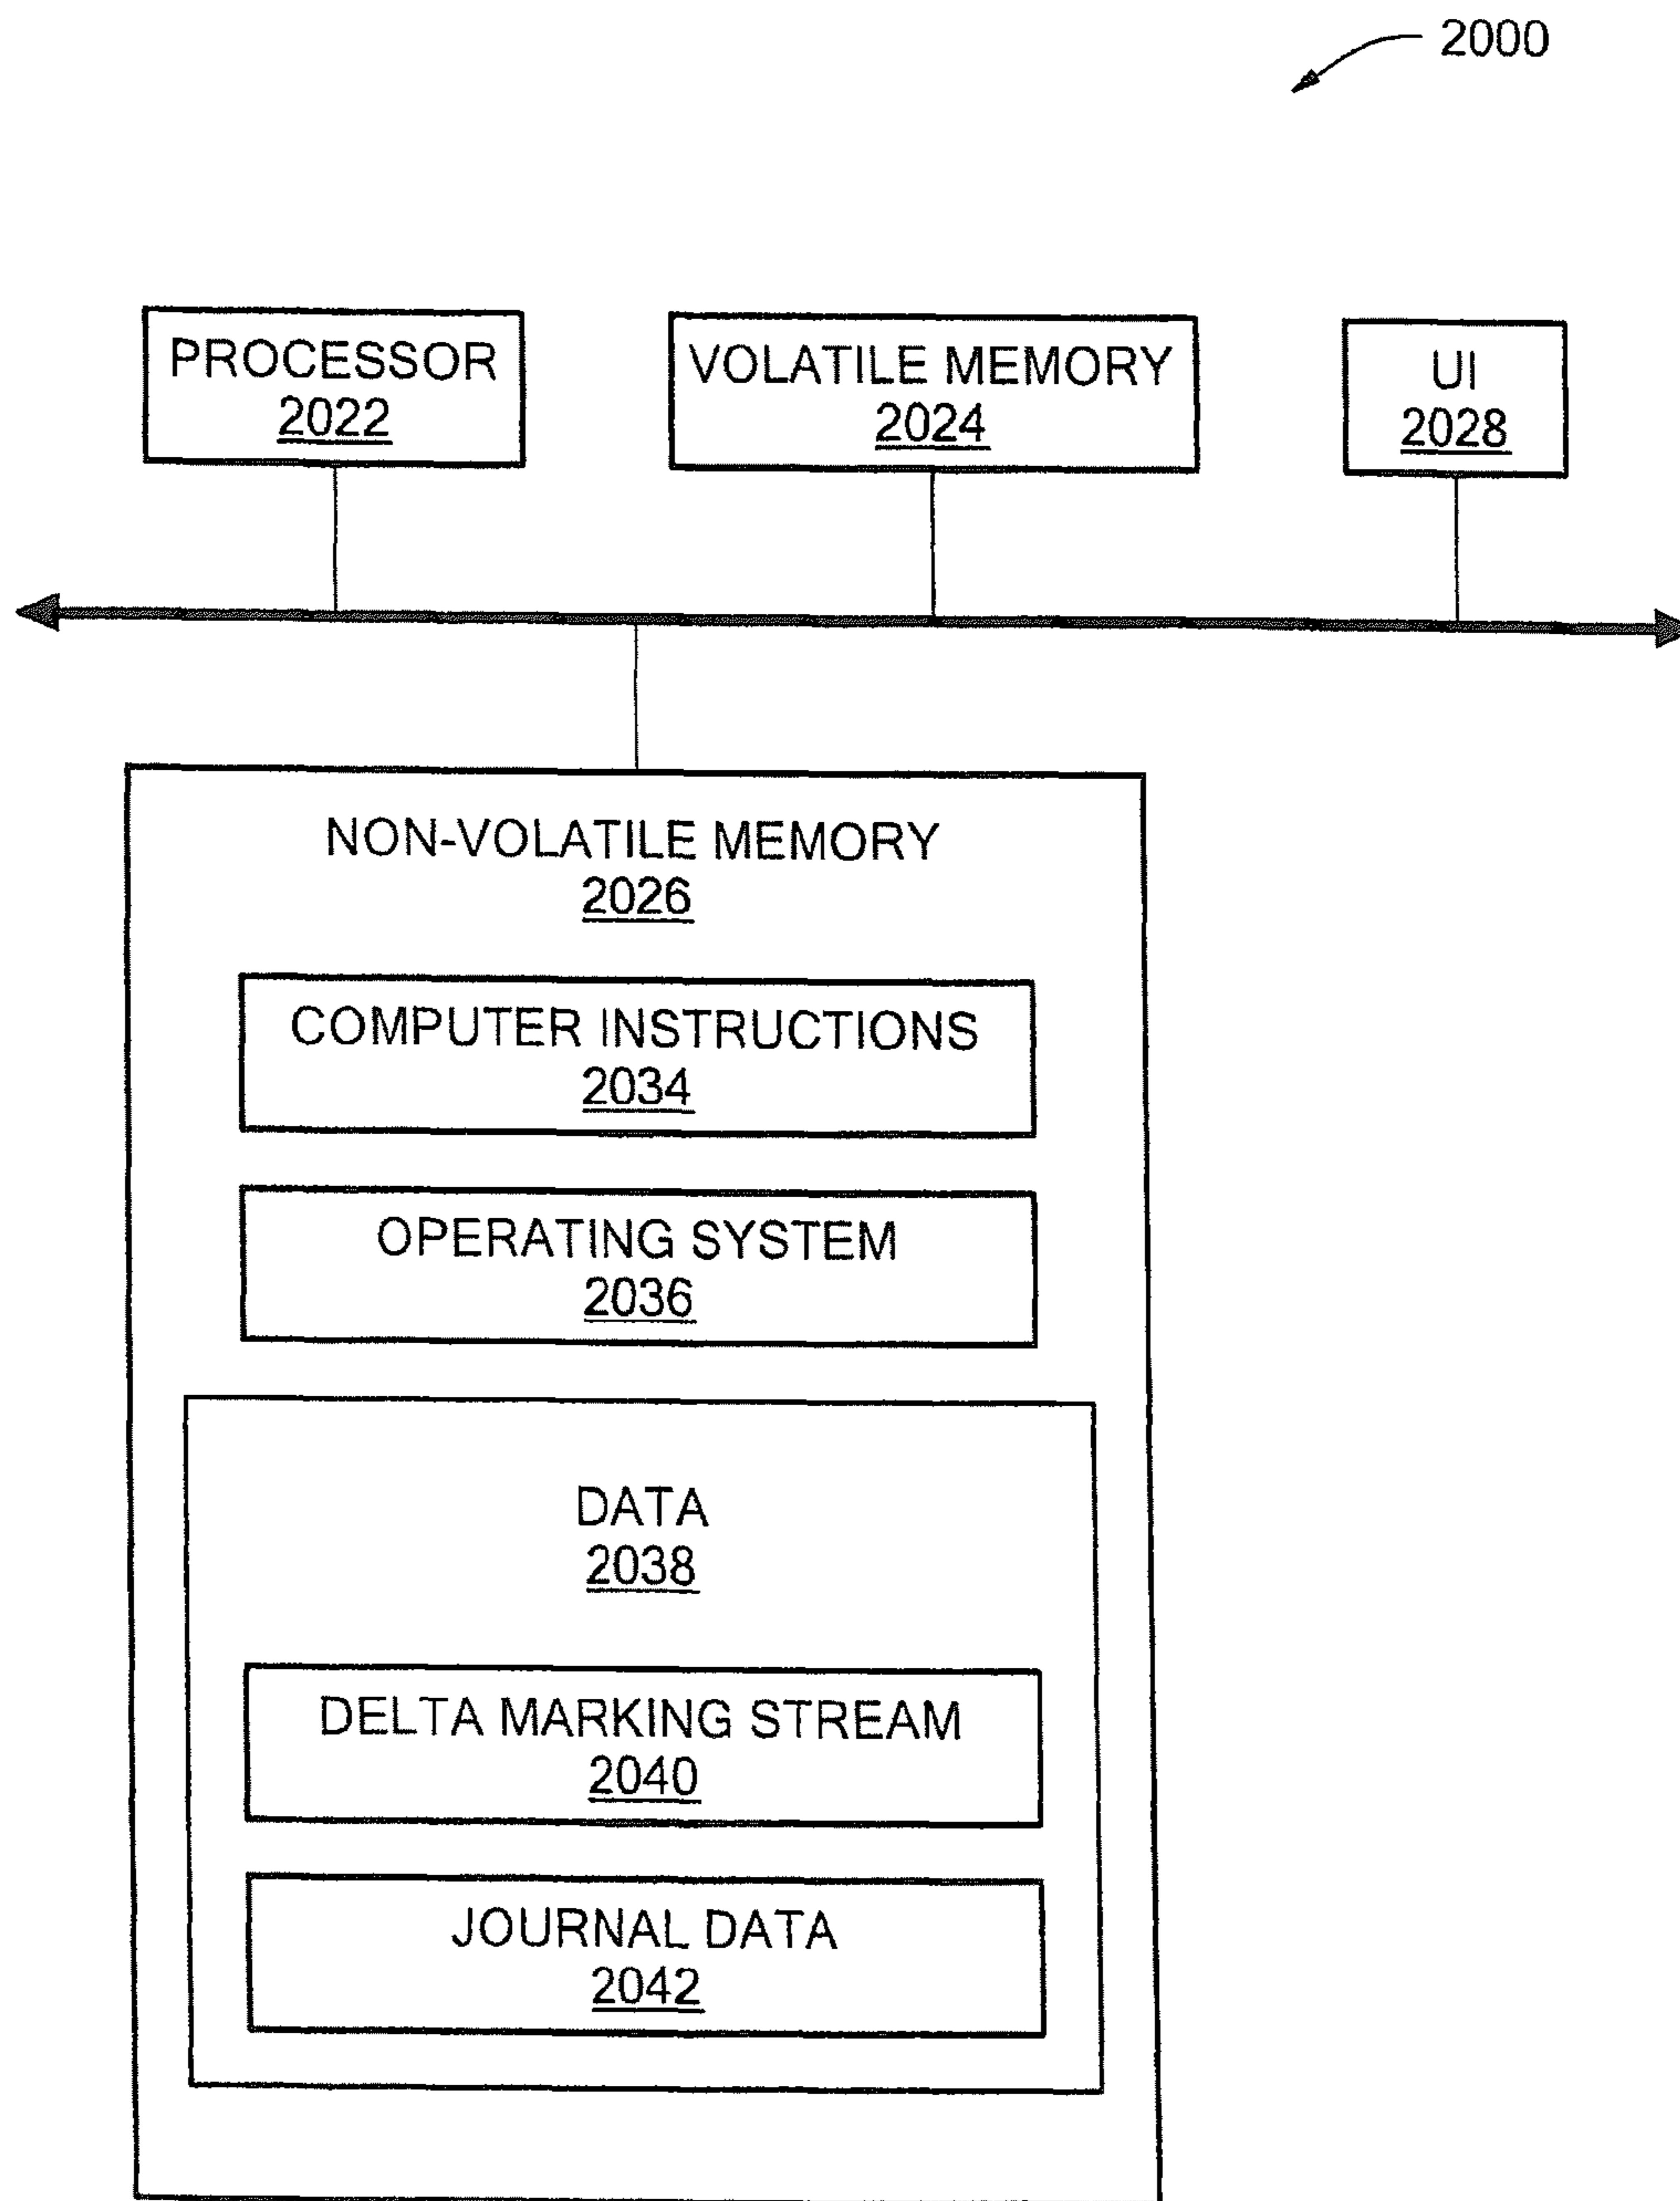 2000
PROCESSOR
2022
VOLATILE MEMORY
2024
UI
2028
NON-VOLATILE MEMORY
2026
COMPUTER INSTRUCTIONS
2034
OPERATING SYSTEM
2036
DATA
2038
DELTA MARKING STREAM
2040
JOURNAL DATA
2042